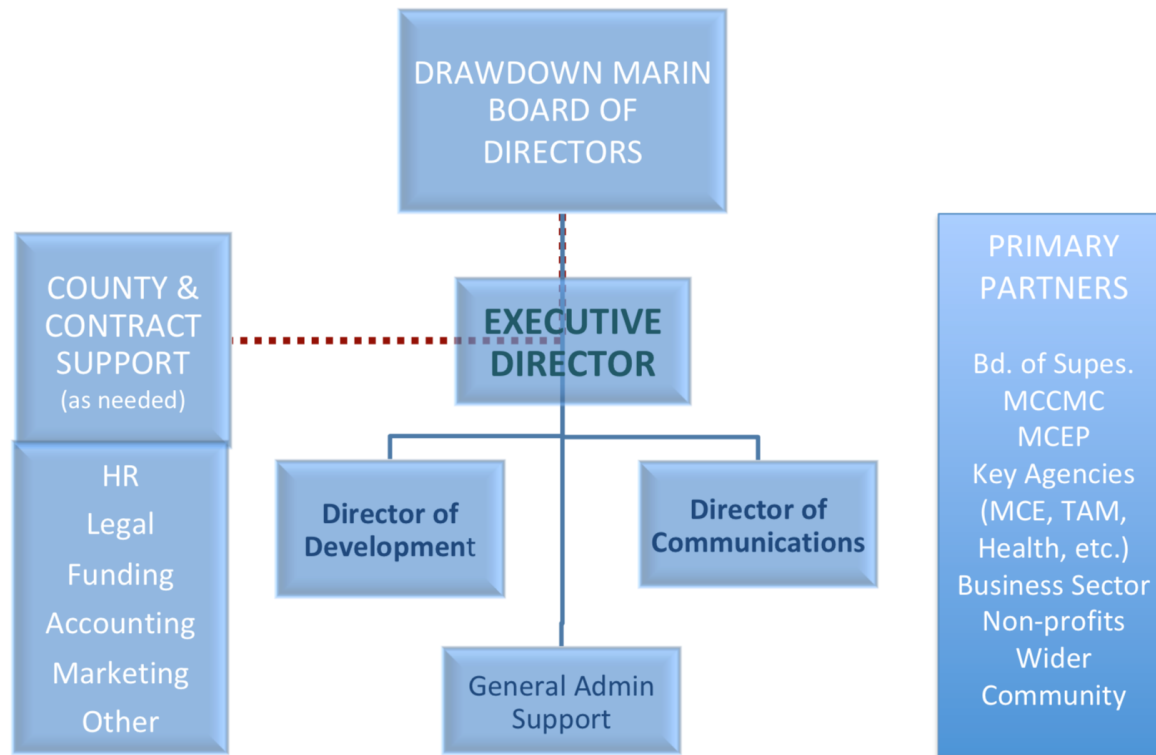 DRAWDOWN MARIN
BOARD OF
DIRECTORS
COUNTY &
CONTRACT
SUPPORT
(as needed)
HR
Legal
Funding
Accounting
Marketing
Other
EXECUTIVE
DIRECTOR
Director of
Development
Director of
Communications
General Admin
Support
PRIMARY
PARTNERS
Bd. of Supes.
MCCMC
MCEP
Key Agencies
(MCE, TAM,
Health, etc.)
Business Sector
Non-profits
Wider
Community